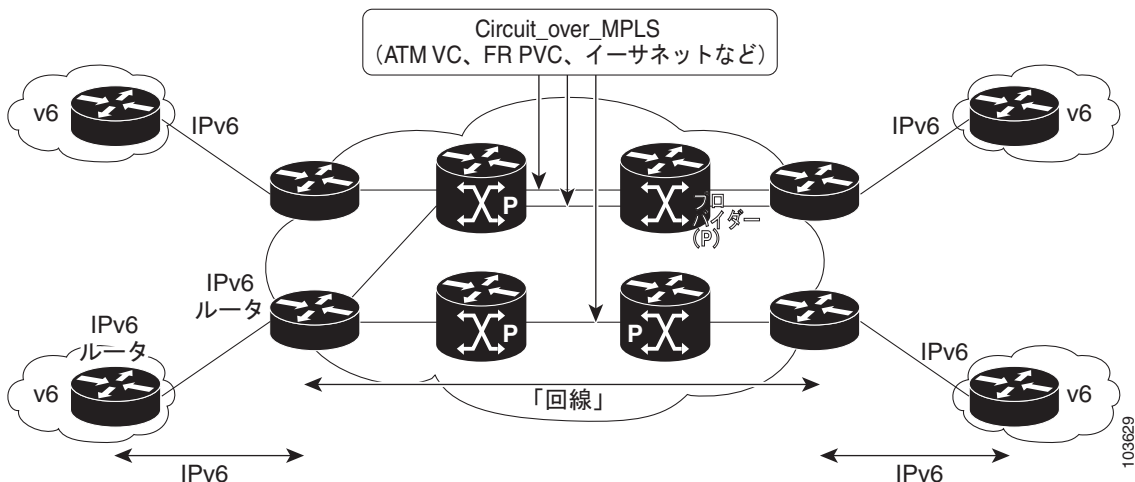 Circuit_over_MPLS
(ATM VC、FR PVC、イーサネットなど)
v6
IPv6
IPv6
v6
P
プロ
バイダー
(P)
IPv6
ルータ
IPv6
ルータ
P
P
v6
IPv6
v6
「回線」
IPv6
IPv6
103629